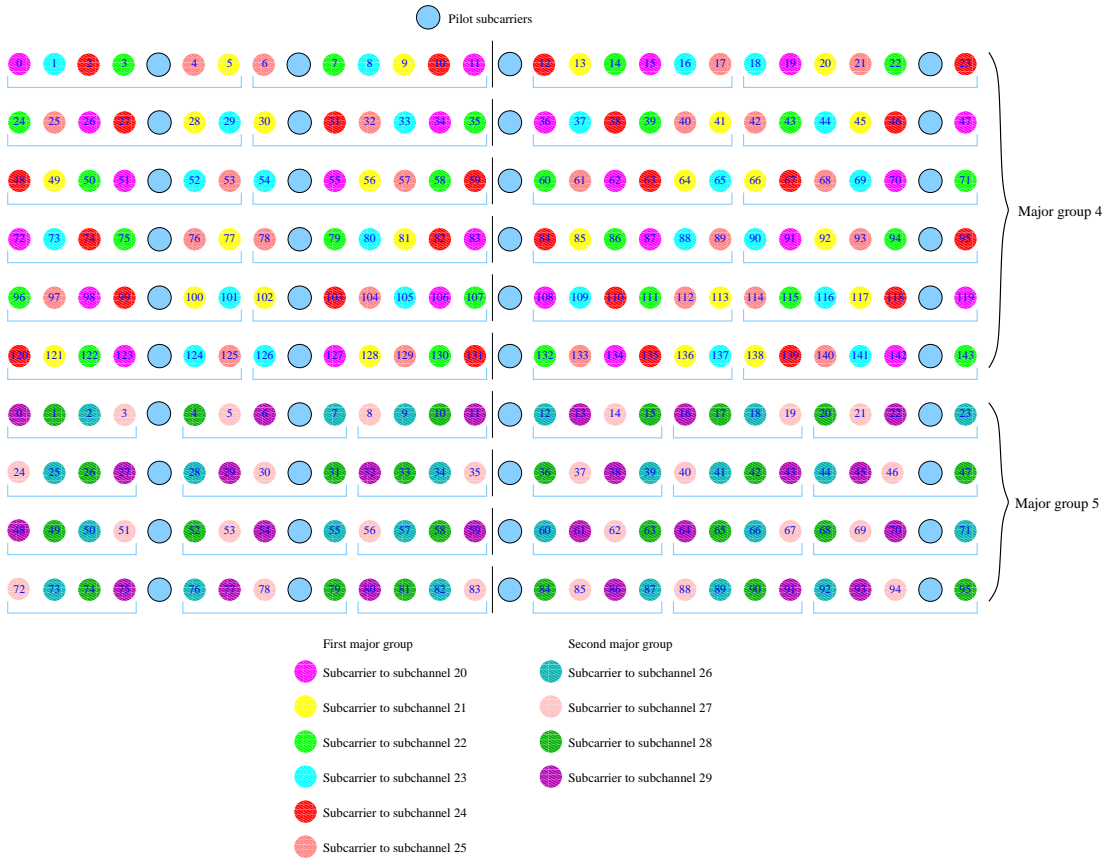 Pilot subcarriers
0 1 2 3 4 5 6 7 8 9 10 11 12 13 14 15 16 17 18 19 20 21 22 23
24 25 26 27 28 29 30 31 32 33 34 35 36 37 38 39 40 41 42 43 44 45 46 47
48 49 50 51 52 53 54 55 56 57 58 59 60 61 62 63 64 65 66 67 68 69 70 71
Major group 4
72 73 74 75 76 77 78 79 80 81 82 83 84 85 86 87 88 89 90 91 92 93 94 95
96 97 98 99 100 101 102 103 104 105 106 107 108 109 110 111 112 113 114 115 116 117 118 119
120 121 122 123 124 125 126 127 128 129 130 131 132 133 134 135 136 137 138 139 140 141 142 143
0 1 2 3 4 5 6 7 8 9 10 11 12 13 14 15 16 17 18 19 20 21 22 23
24 25 26 27 28 29 30 31 32 33 34 35 36 37 38 39 40 41 42 43 44 45 46 47
Major group 5
48 49 50 51 52 53 54 55 56 57 58 59 60 61 62 63 64 65 66 67 68 69 70 71
72 73 74 75 76 77 78 79 80 81 82 83 84 85 86 87 88 89 90 91 92 93 94 95
First major group
Subcarrier to subchannel 20
Subcarrier to subchannel 21
Subcarrier to subchannel 22
Subcarrier to subchannel 23
Subcarrier to subchannel 24
Subcarrier to subchannel 25
Second major group
Subcarrier to subchannel 26
Subcarrier to subchannel 27
Subcarrier to subchannel 28
Subcarrier to subchannel 29